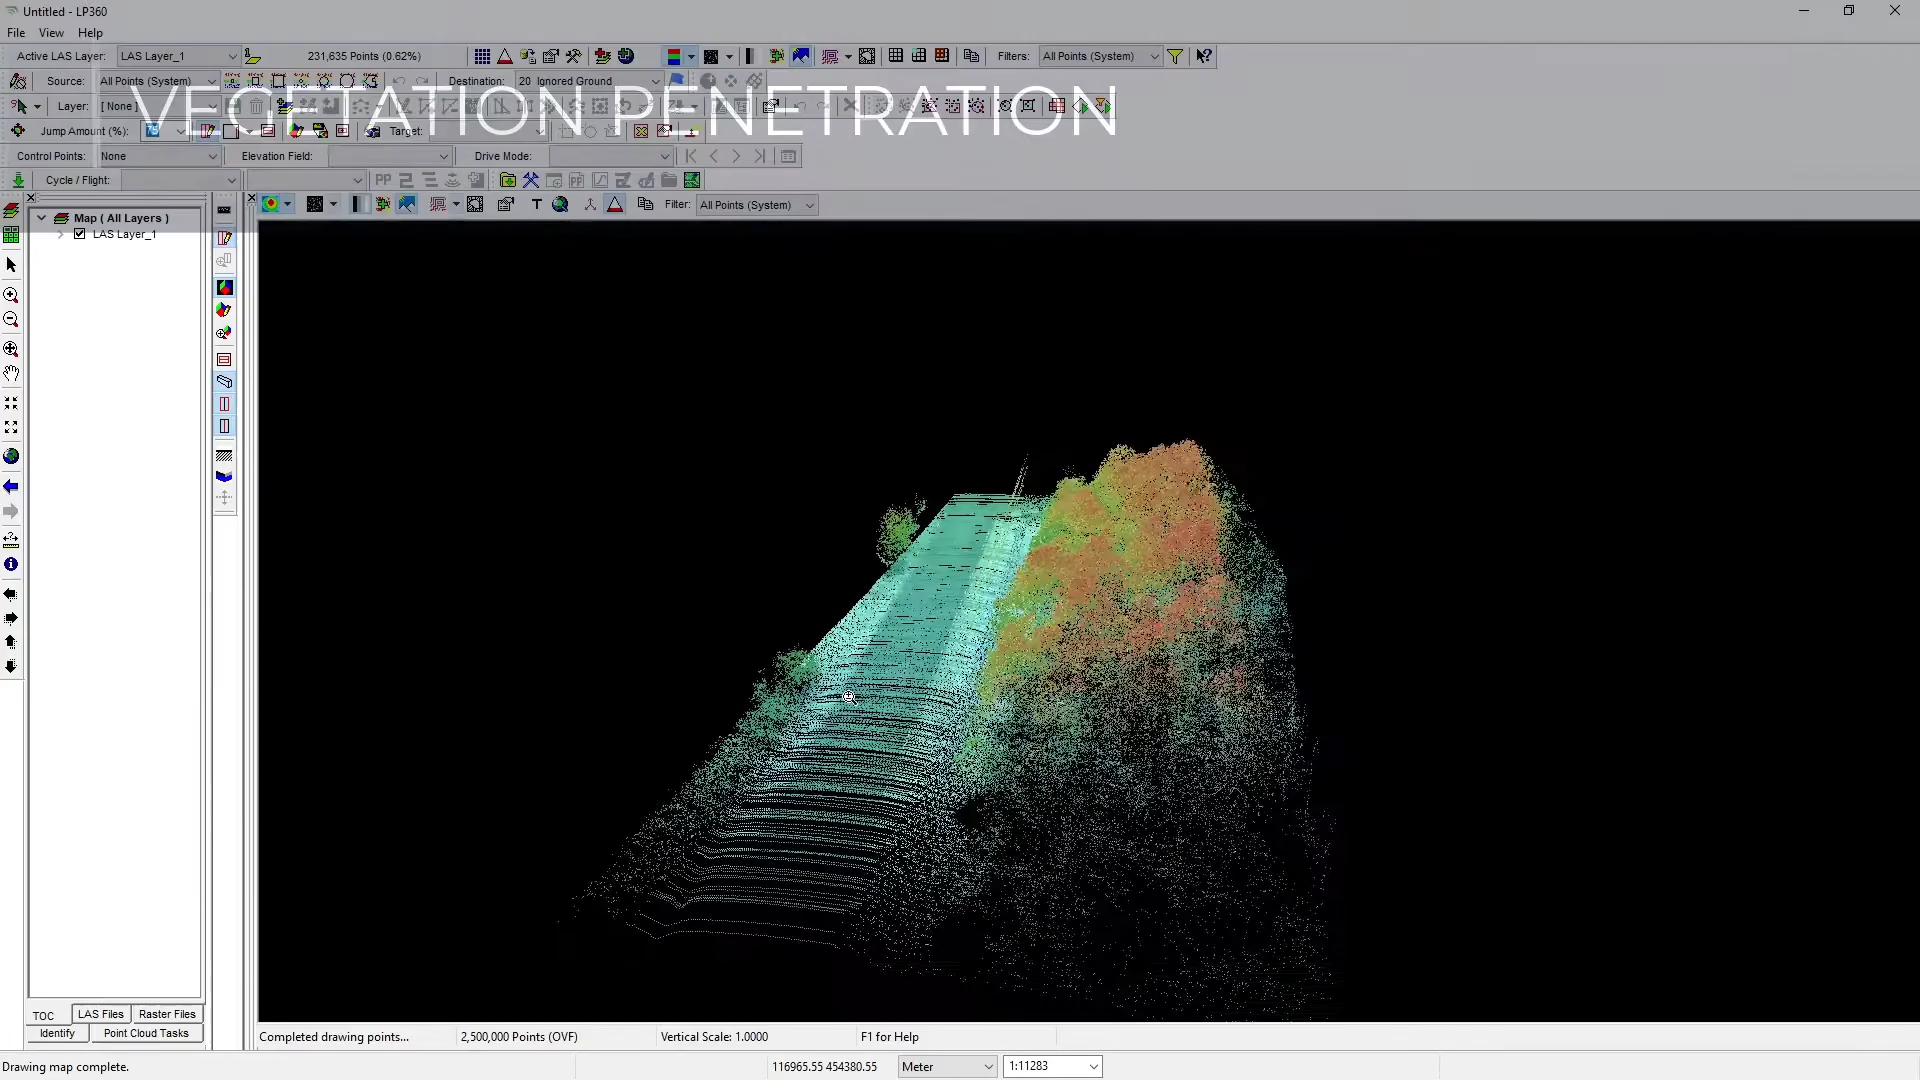 Untitled - LP360
File View Help
Active LAS Layer: LAS Layer_1 231,635 Points (0.62%) Filters: All Points (System)
Source: All Points (System) Destination: 20 Ignored Ground
VEGETATION PENETRATION
Layer: [ None ]
Jump Amount (%): 75 Target:
Control Points: None Elevation Field: Drive Mode:
Cycle / Flight: PP PP
T Filter: All Points (System)
Map ( All Layers )
LAS Layer_1
TOC LAS Files Raster Files
Identify Point Cloud Tasks
Completed drawing points... 2,500,000 Points (OVF) Vertical Scale: 1.0000 F1 for Help
Drawing map complete. 116965.55 454380.55 Meter 1:11283